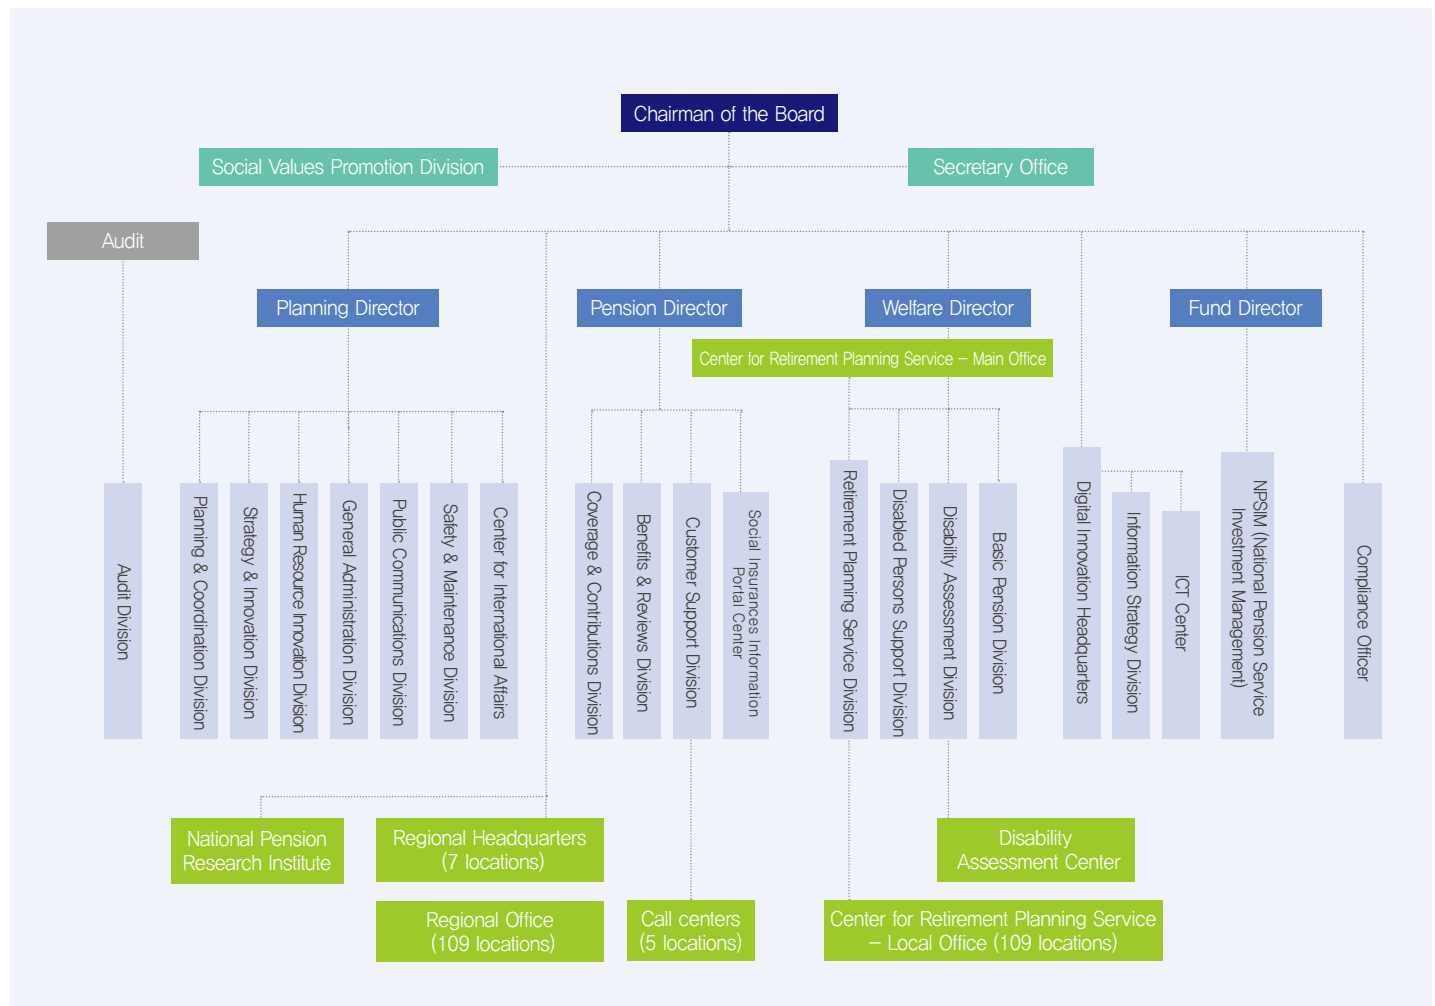 Chairman of the Board
Social Values Promotion Division
Secretary Office
Audit
Planning Director
Pension Director
Welfare Director
Fund Director
Center for Retirement Planning Service – Main Office
Audit Division
Planning & Coordination Division
Strategy & Innovation Division
Human Resource Innovation Division
General Administration Division
Public Communications Division
Safety & Maintenance Division
Center for International Affairs
Coverage & Contributions Division
Benefits & Reviews Division
Customer Support Division
Social Insurances Information
Portal Center
Retirement Planning Service Division
Disabled Persons Support Division
Disability Assessment Division
Basic Pension Division
Digital Innovation Headquarters
Information Strategy Division
ICT Center
NPSIM (National Pension Service
Investment Management)
Compliance Officer
National Pension
Research Institute
Regional Headquarters
(7 locations)
Disability
Assessment Center
Regional Office
(109 locations)
Call centers
(5 locations)
Center for Retirement Planning Service
– Local Office (109 locations)